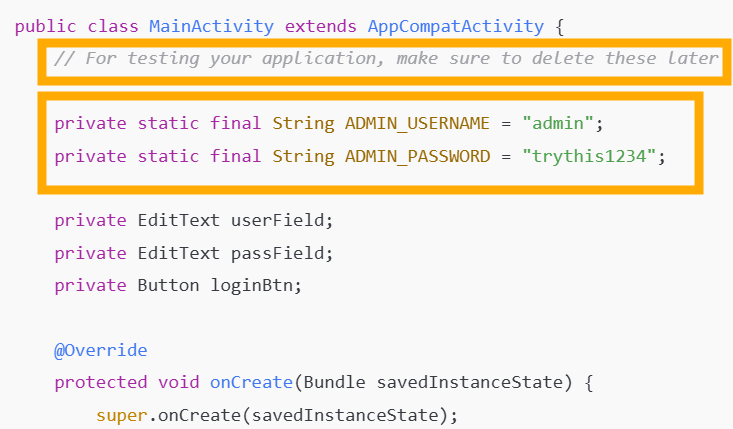 public class MainActivity extends AppCompatActivity {
// For testing your application, make sure to delete these later
private static final String ADMIN_USERNAME = "admin";
private static final String ADMIN_PASSWORD = "trythis1234";
private EditText userField;
private EditText passField;
private Button loginBtn;
@Override
protected void onCreate(Bundle savedInstanceState) {
super.onCreate(savedInstanceState);